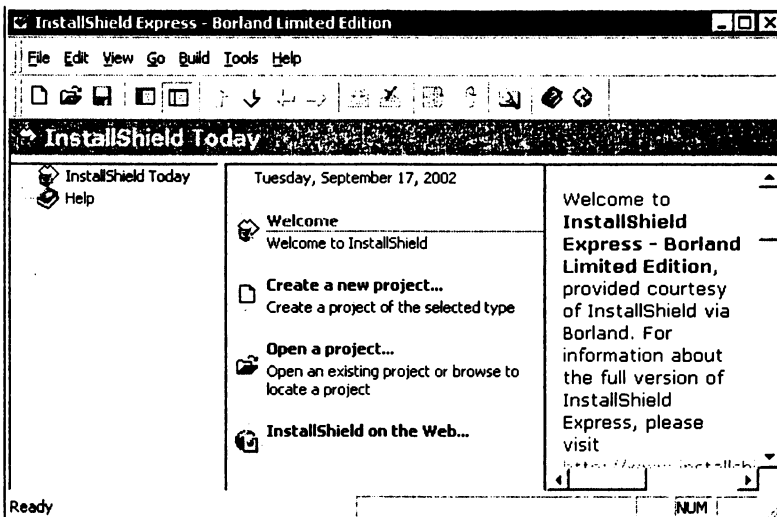 InstallShield Express - Borland Limited Edition
File Edit View Go Build Tools Help
InstallShield Today
InstallShield Today
Help
Tuesday, September 17, 2002
Welcome
Welcome to InstallShield
Create a new project...
Create a project of the selected type
Open a project...
Open an existing project or browse to
locate a project
InstallShield on the Web...
Welcome to
InstallShield
Express - Borland
Limited Edition,
provided courtesy
of InstallShield via
Borland. For
information about
the full version of
InstallShield
Express, please
visit
Ready
NUM